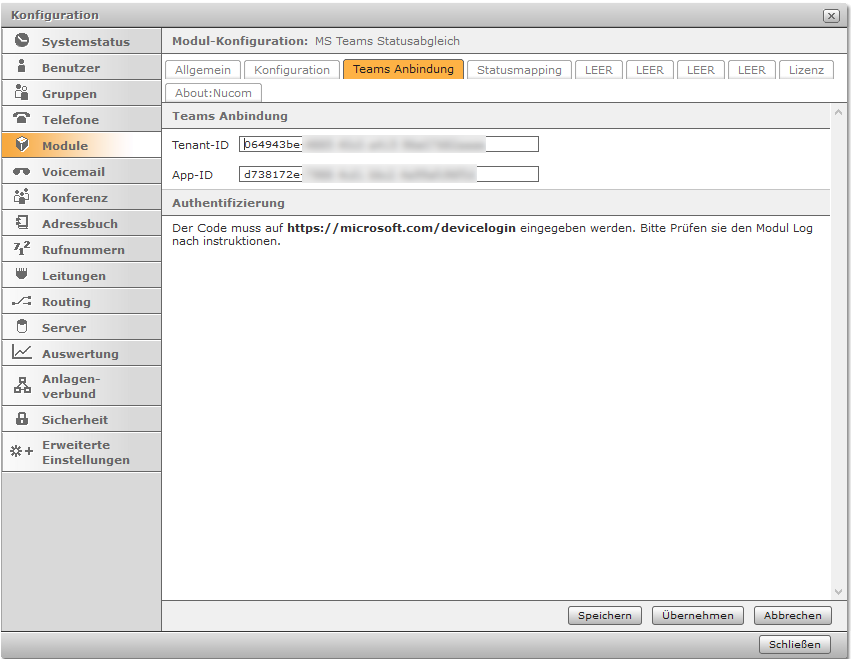 Konfiguration
Systemstatus
Benutzer
Gruppen
Telefone
Module
Voicemail
Konferenz
Adressbuch
Rufnummern
Leitungen
Routing
Server
Auswertung
Anlagen-
verbund
Sicherheit
Erweiterte
Einstellungen
Modul-Konfiguration: MS Teams Statusabgleich
Allgemein Konfiguration Teams Anbindung Statusmapping LEER LEER LEER LEER Lizenz
About:Nucom
Teams Anbindung
Tenant-ID 064943be-
App-ID d738172e-
Authentifizierung
Der Code muss auf https://microsoft.com/devicelogin eingegeben werden. Bitte Prüfen sie den Modul Log
nach instruktionen.
Speichern Übernehmen Abbrechen
Schließen